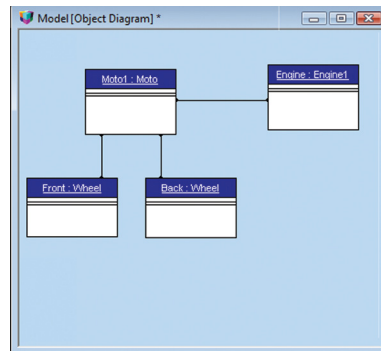 Model [Object Diagram] *
Moto1 : Moto
Engine : Engine1
Front : Wheel
Back : Wheel